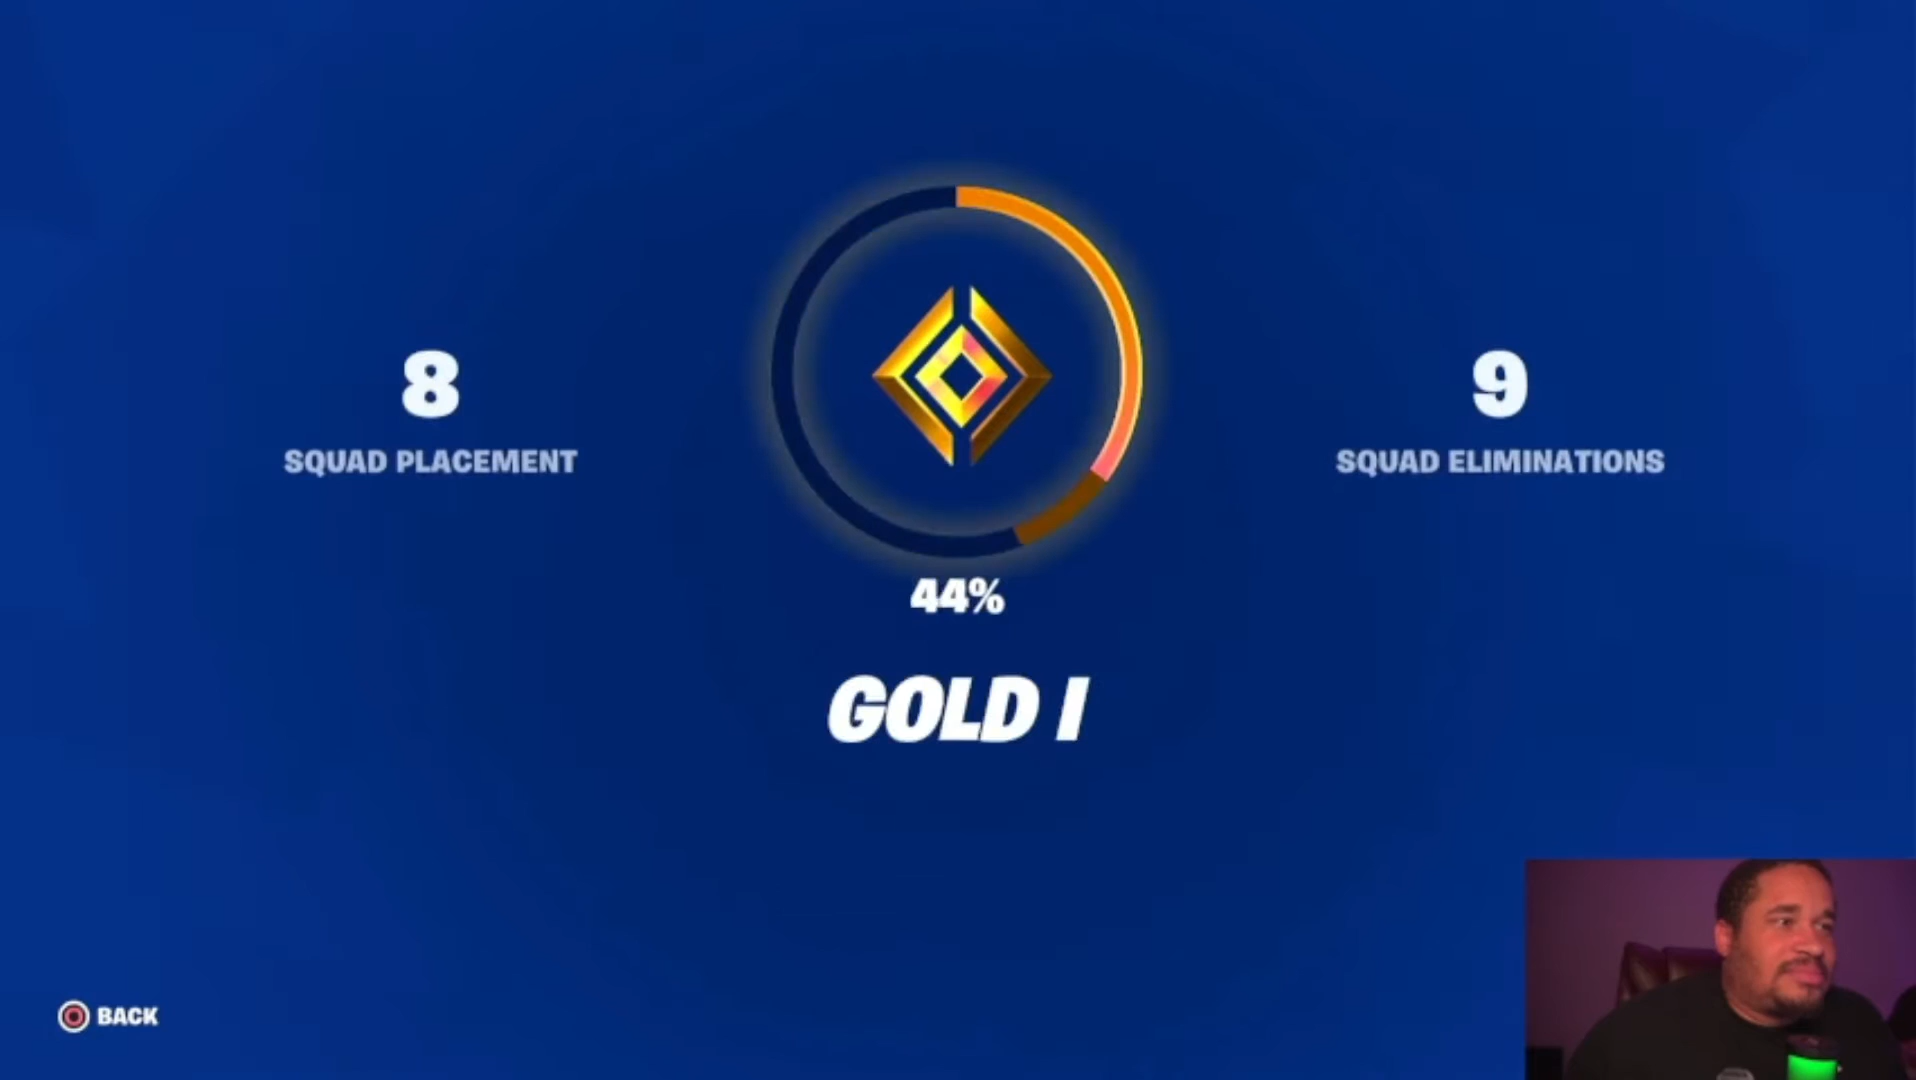 8
SQUAD PLACEMENT
9
SQUAD ELIMINATIONS
44%
GOLD I
BACK